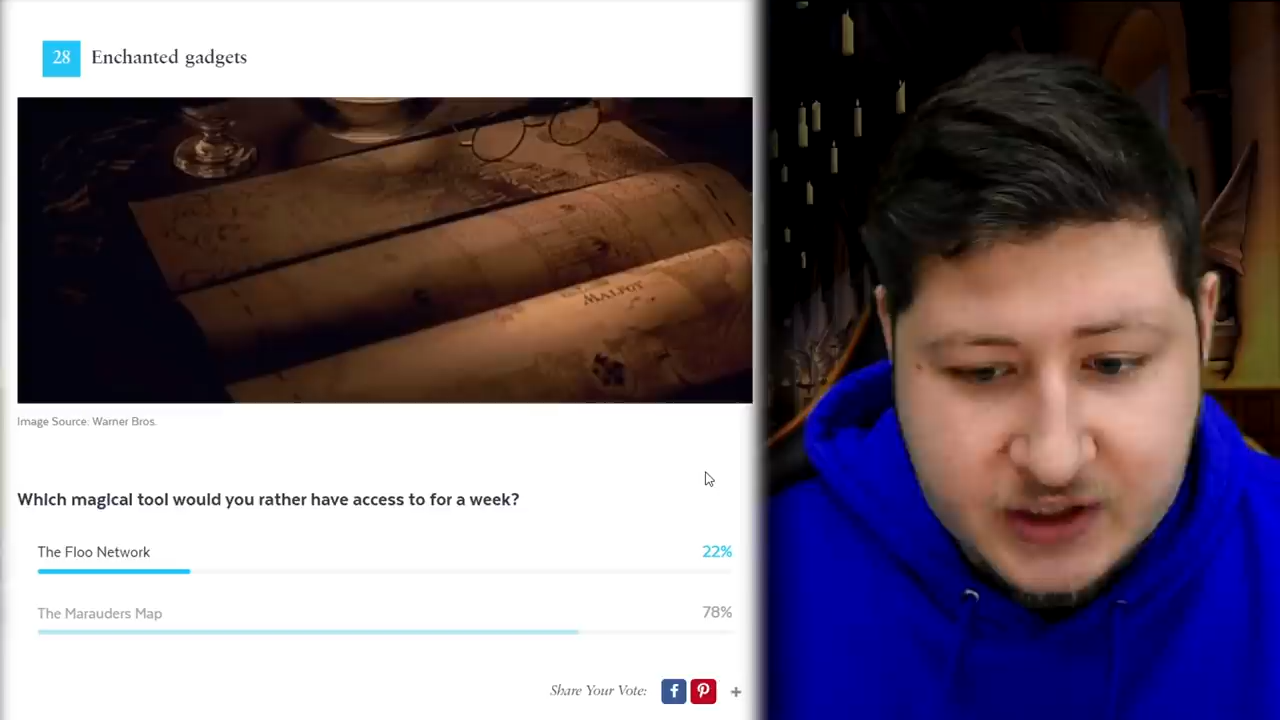 28 Enchanted gadgets
MALFOY
Image Source: Warner Bros.
Which magical tool would you rather have access to for a week?
The Floo Network 22%
The Marauders Map 78%
Share Your Vote: